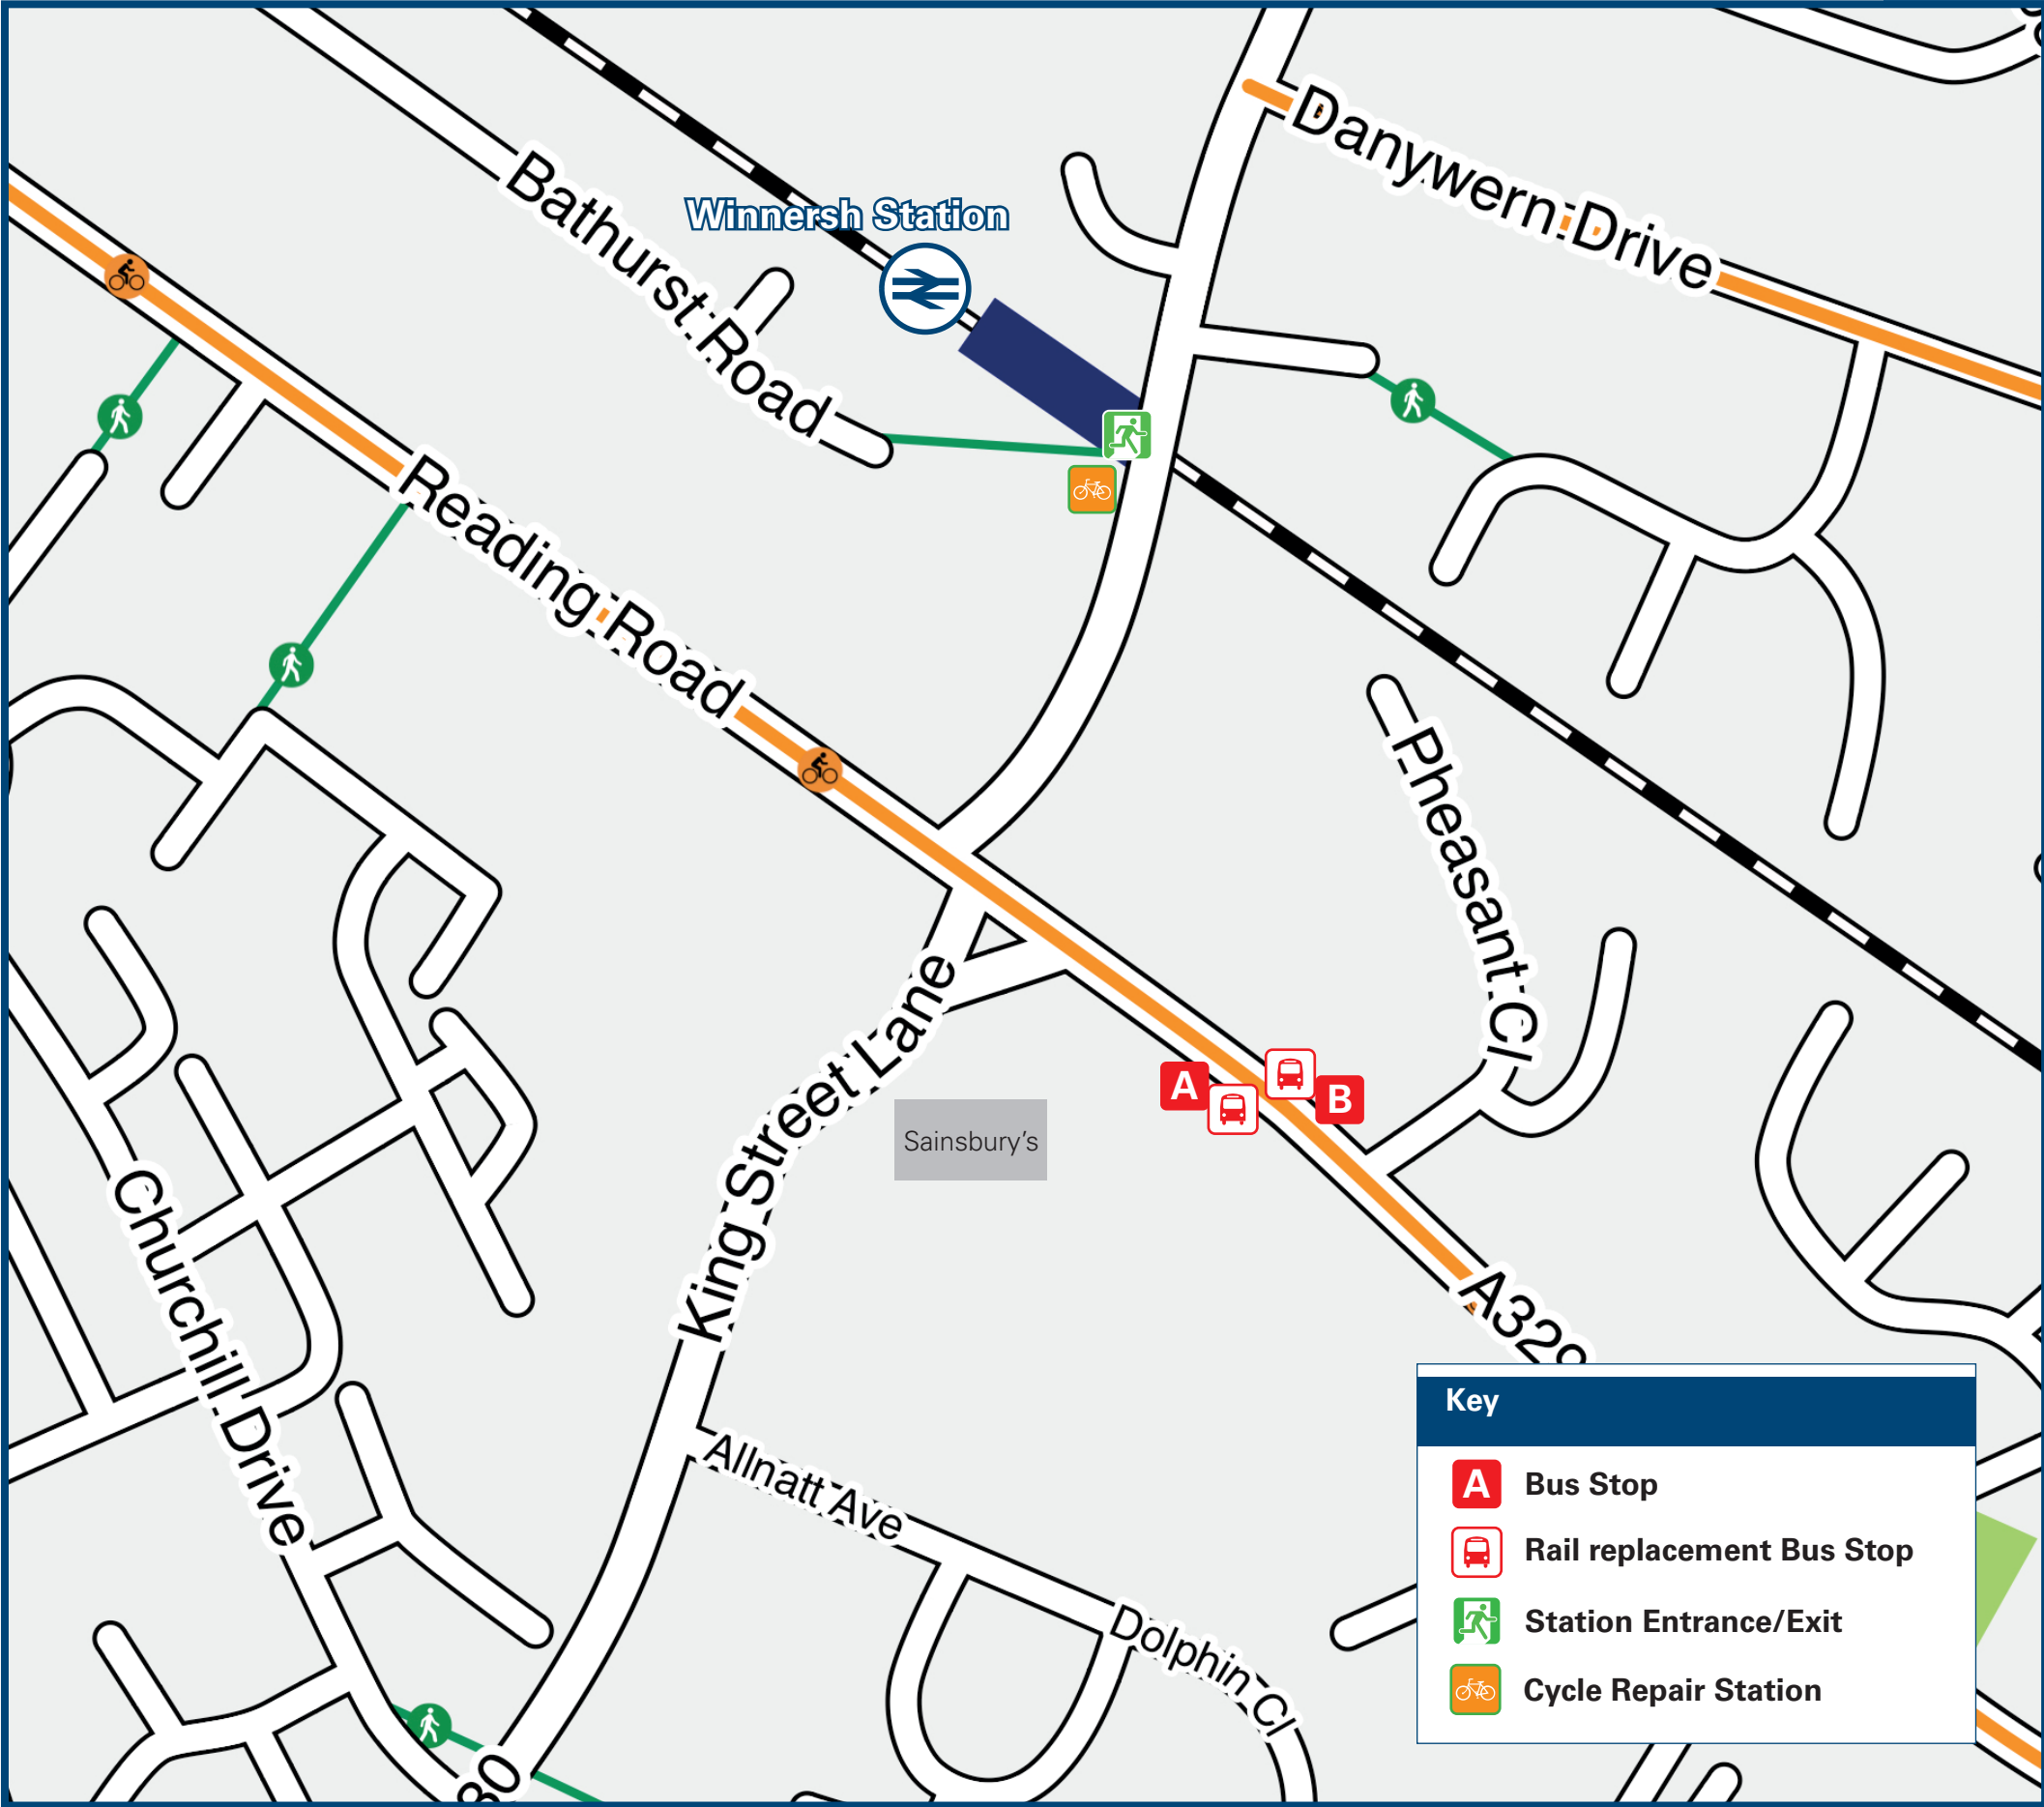 Danywern Drive
Bathurst Road
Winnersh Station
Reading Road
Pheasant Cl
King Street Lane
A
B
Sainsbury's
Churchill Drive
A329
Allnatt Ave
Dolphin Cl
Key
A Bus Stop
Rail replacement Bus Stop
Station Entrance/Exit
Cycle Repair Station